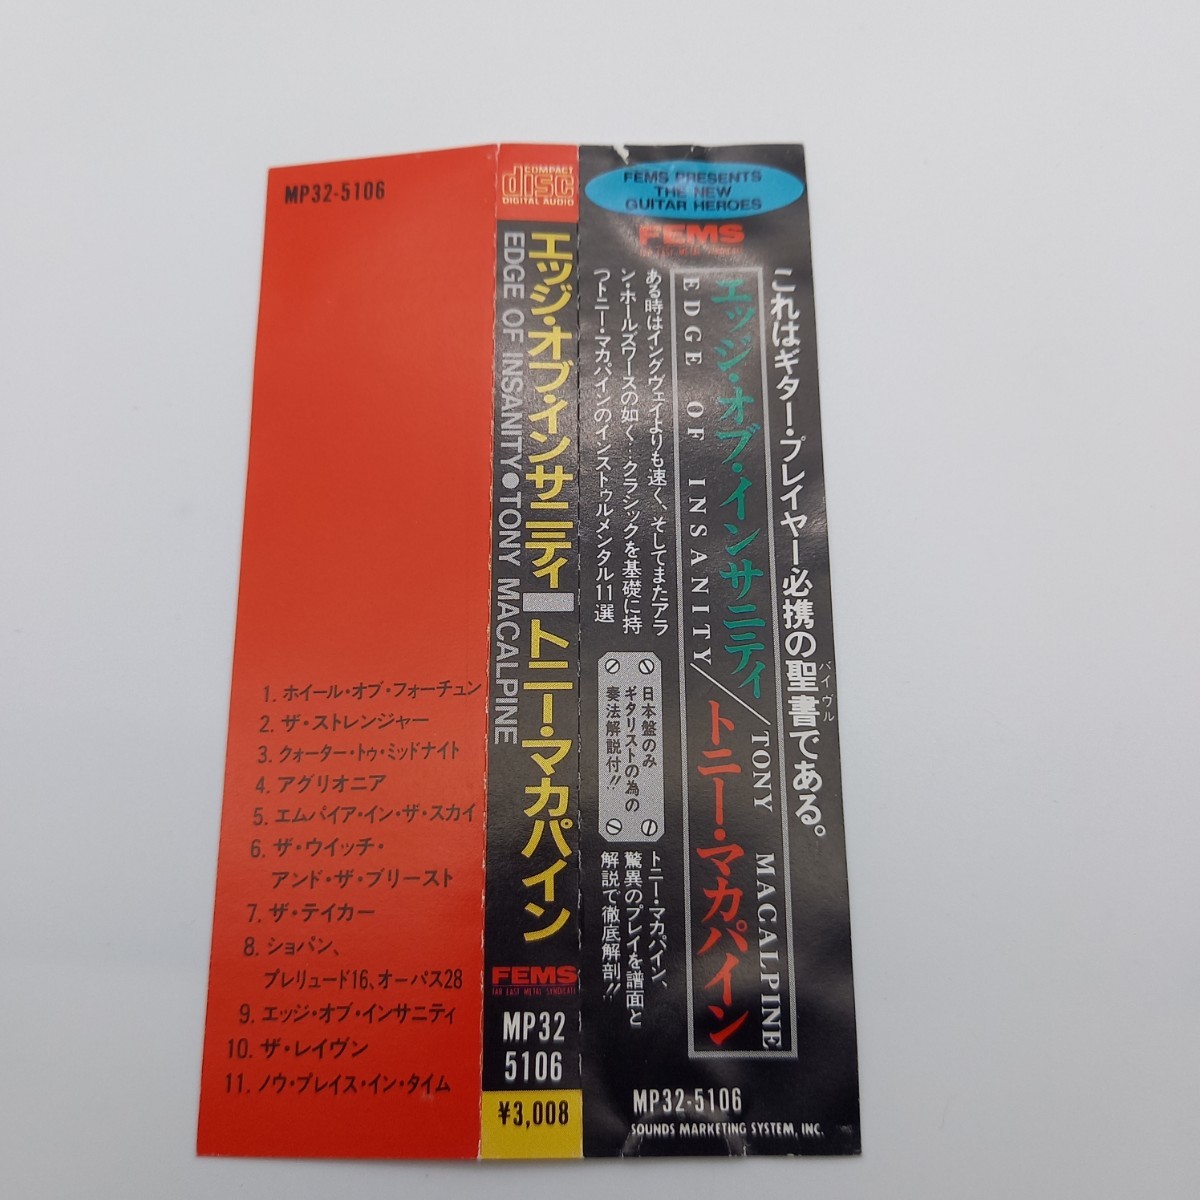 MP32-5106
1. ホイール・オブ・フォーチュン
2. ザ・ストレンジャー
3. クォーター・トゥ・ミッドナイト
4. アグリオニア
5. エムパイア・イン・ザ・スカイ
6. ザ・ウイッチ・
アンド・ザ・プリースト
7. ザ・テイカー
8. ショパン、
プレリュード16、オーパス28
9. エッジ・オブ・インサニティ
10. ザ・レイヴン
11. ノウ・プレイス・イン・タイム
COMPACT
disc
DIGITAL AUDIO
エッジ・オブ・インサニティ トニー・マカパイン
EDGE OF INSANITY●TONY MACALPINE
FEMS
FAR EAST METAL SYNDICATE
MP32
5106
¥3,008
FEMS PRESENTS
THE NEW
GUITAR HEROES
FEMS
FAR EAST METAL SYNDICATE
これはギター・プレイヤー必携の聖書である。
バイヴル
エッジ・オブ・インサニティ/トニー・マカパイン
EDGE OF INSANITY/TONY MACALPINE
ある時はイングヴェイよりも速く、そしてまたアラ
ン・ホールズワースの如く…クラシックを基礎に持
つトニー・マカパインのインストゥルメンタル11選
日本盤のみ
ギタリストの為の
奏法解説付!!
トニー・マカパイン、
驚異のプレイを譜面と
解説で徹底解剖!!
MP32-5106
SOUNDS MARKETING SYSTEM, INC.